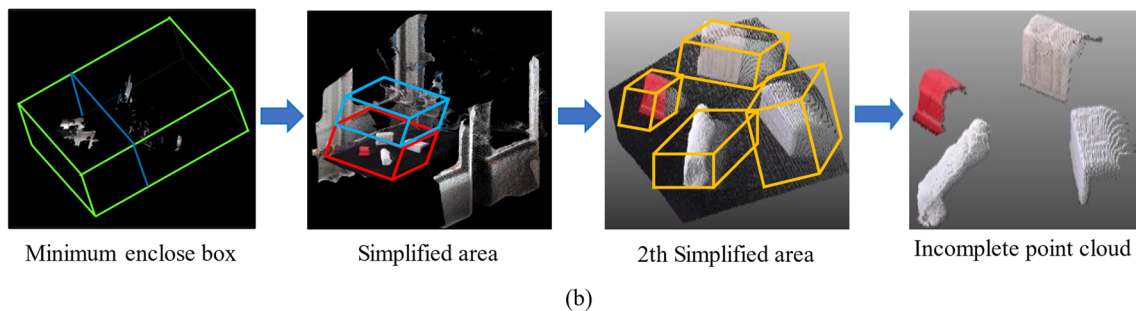 Minimum enclose box
Simplified area
2th Simplified area
Incomplete point cloud
(b)